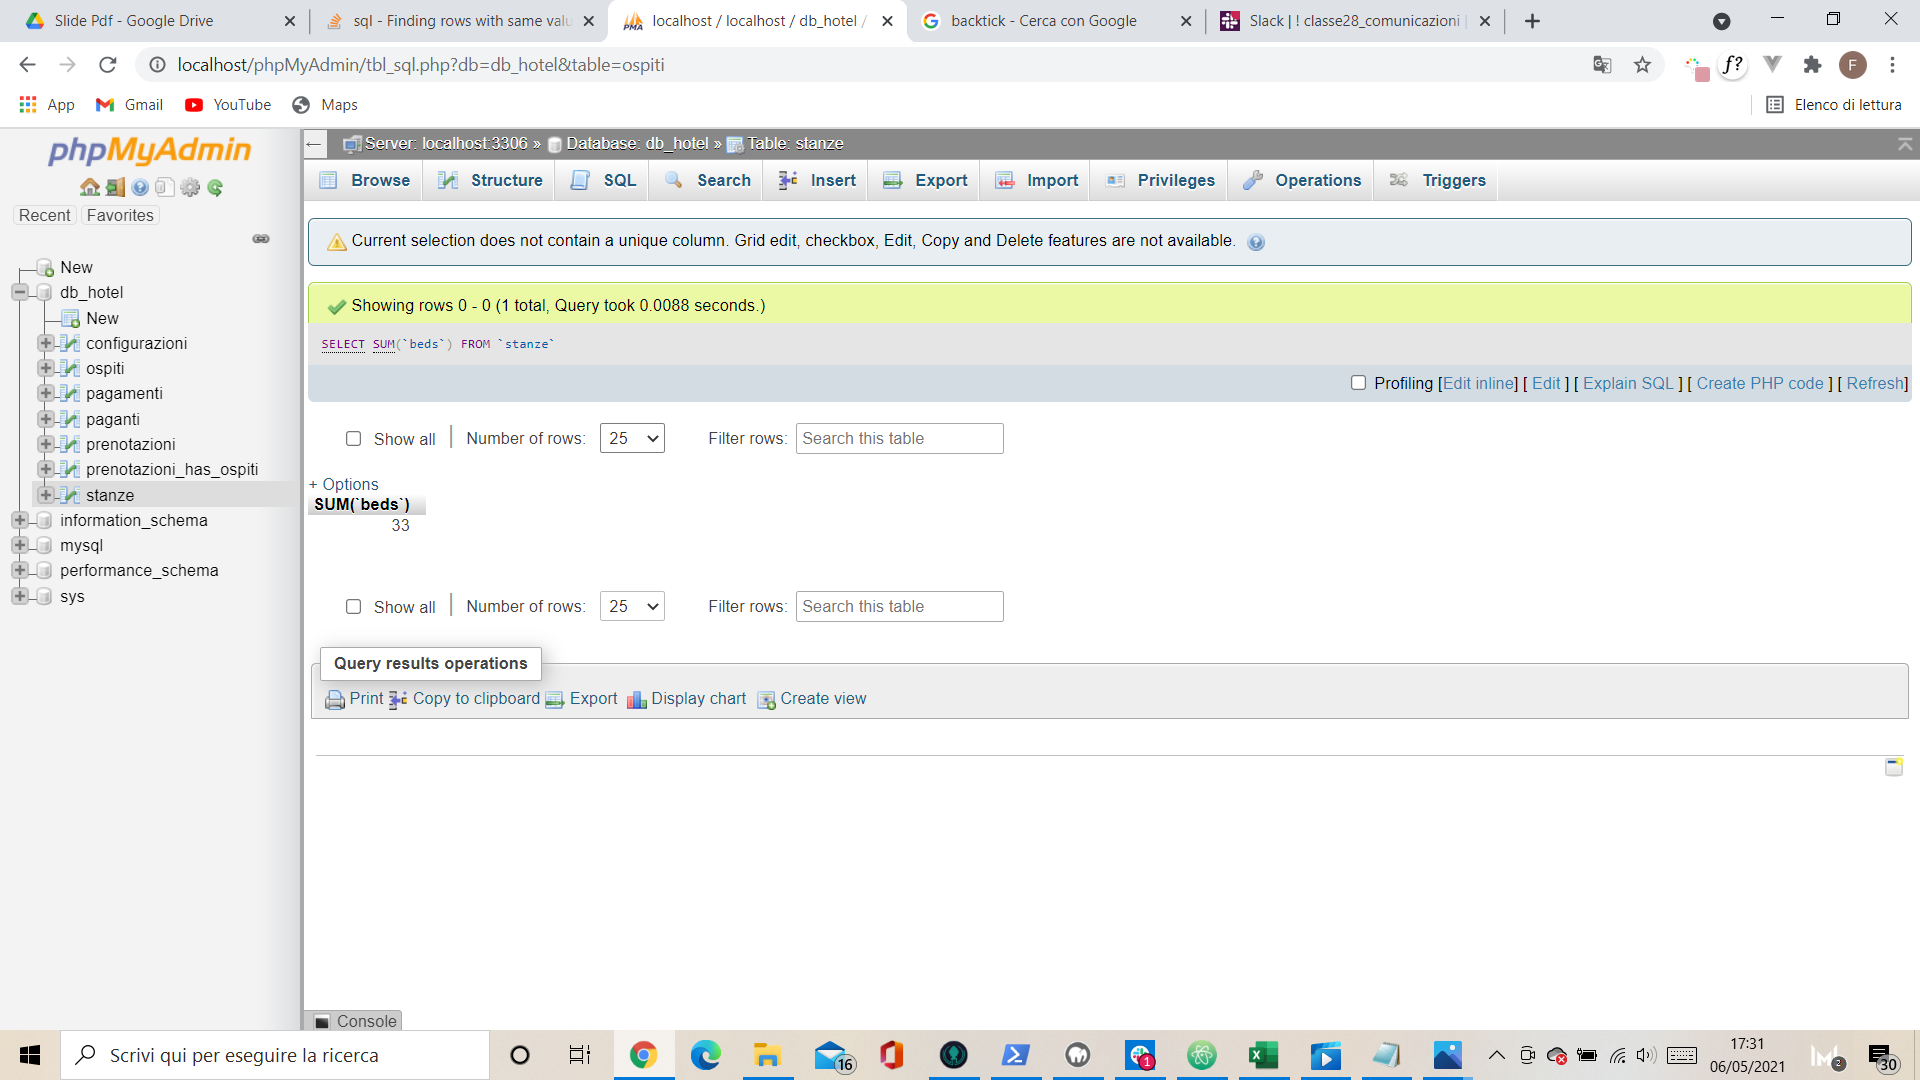 Slide Pdf - Google Drive
sql - Finding rows with same valu
localhost / localhost / db_hotel /
backtick - Cerca con Google
Slack | ! classe28_comunicazioni
localhost/phpMyAdmin/tbl_sql.php?db=db_hotel&table=ospiti
f?
F
App
Gmail
YouTube
Maps
Elenco di lettura
phpMyAdmin
Recent
Favorites
New
db_hotel
New
configurazioni
ospiti
pagamenti
paganti
prenotazioni
prenotazioni_has_ospiti
stanze
information_schema
mysql
performance_schema
sys
Server: localhost:3306 » Database: db_hotel » Table: stanze
Browse
Structure
SQL
Search
Insert
Export
Import
Privileges
Operations
Triggers
Current selection does not contain a unique column. Grid edit, checkbox, Edit, Copy and Delete features are not available.
Showing rows 0 - 0 (1 total, Query took 0.0088 seconds.)
SELECT SUM(`beds`) FROM `stanze`
Profiling [Edit inline] [ Edit ] [ Explain SQL ] [ Create PHP code ] [ Refresh]
Show all
Number of rows:
25
Filter rows:
Search this table
+ Options
SUM(`beds`)
33
Show all
Number of rows:
25
Filter rows:
Search this table
Query results operations
Print
Copy to clipboard
Export
Display chart
Create view
Console
Scrivi qui per eseguire la ricerca
16
1
17:31
06/05/2021
2
30